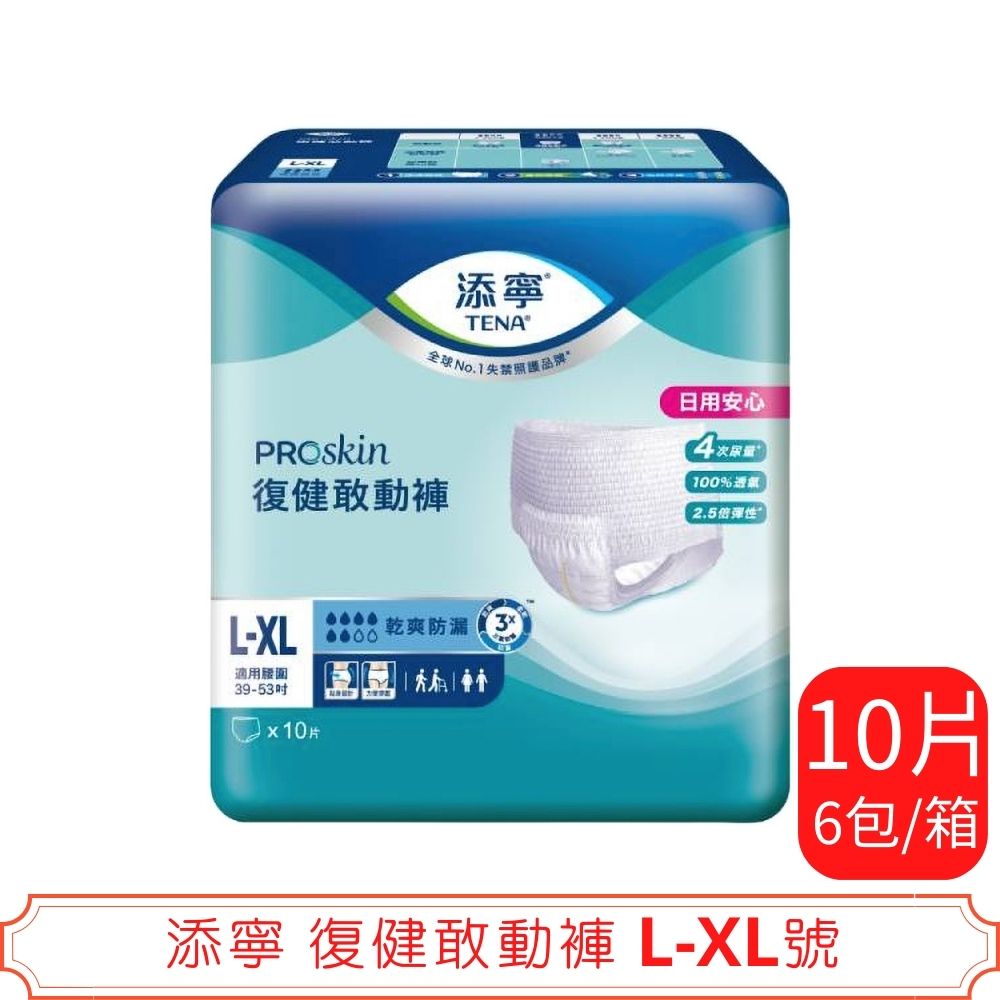 L-XL
添寧®
TENA®
全球No.1失禁照護品牌*
日用安心
PROskin
復健敢動褲
4次尿量*
100%透氣
2.5倍彈性*
L-XL
適用腰圍
39-53吋
乾爽防漏
3x
™
x 10片
10片
6包/箱
添寧 復健敢動褲 L-XL號